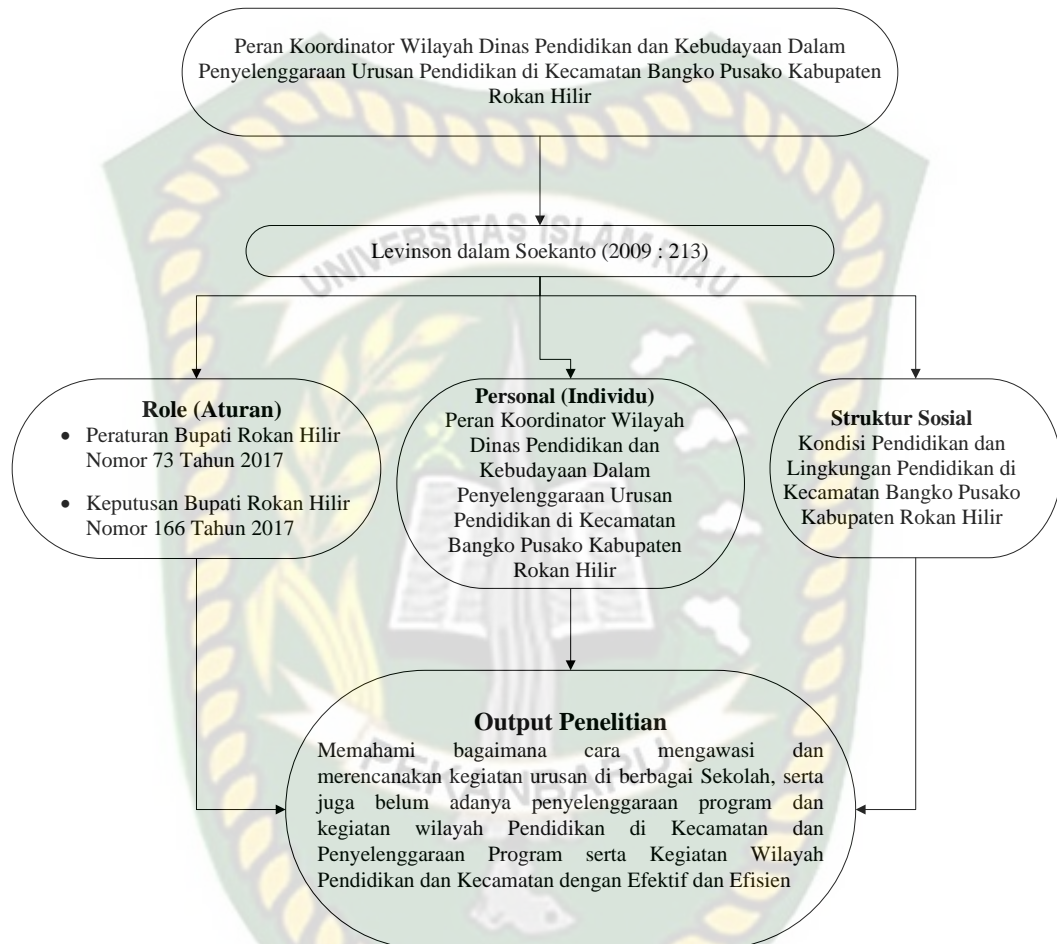 Peran Koordinator Wilayah Dinas Pendidikan dan Kebudayaan Dalam
Penyelenggaraan Urusan Pendidikan di Kecamatan Bangko Pusako Kabupaten
Rokan Hilir
UNIVERSITAS ISLAM RIAU
Levinson dalam Soekanto (2009 : 213)
Role (Aturan)
• Peraturan Bupati Rokan Hilir
Nomor 73 Tahun 2017
• Keputusan Bupati Rokan Hilir
Nomor 166 Tahun 2017
Personal (Individu)
Peran Koordinator Wilayah
Dinas Pendidikan dan
Kebudayaan Dalam
Penyelenggaraan Urusan
Pendidikan di Kecamatan
Bangko Pusako Kabupaten
Rokan Hilir
Struktur Sosial
Kondisi Pendidikan dan
Lingkungan Pendidikan di
Kecamatan Bangko Pusako
Kabupaten Rokan Hilir
Output Penelitian
Memahami bagaimana cara mengawasi dan
merencanakan kegiatan urusan di berbagai Sekolah, serta
juga belum adanya penyelenggaraan program dan
kegiatan wilayah Pendidikan di Kecamatan dan
Penyelenggaraan Program serta Kegiatan Wilayah
Pendidikan dan Kecamatan dengan Efektif dan Efisien
PEKANBARU